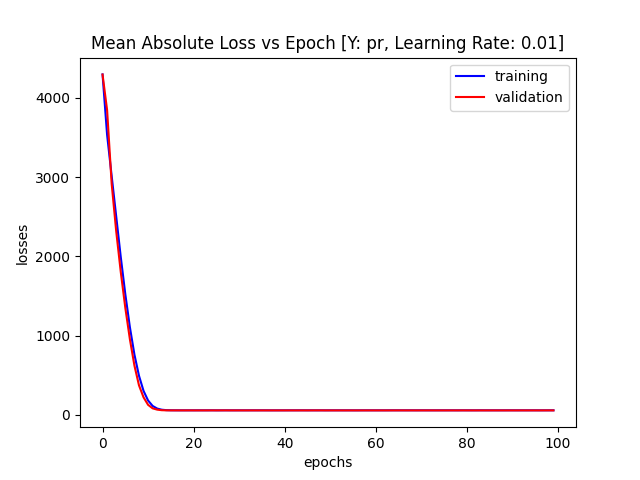 Mean Absolute Loss vs Epoch [Y: pr, Learning Rate: 0.01]
training
validation
losses
4000
3000
2000
1000
0
0 20 40 60 80 100
epochs